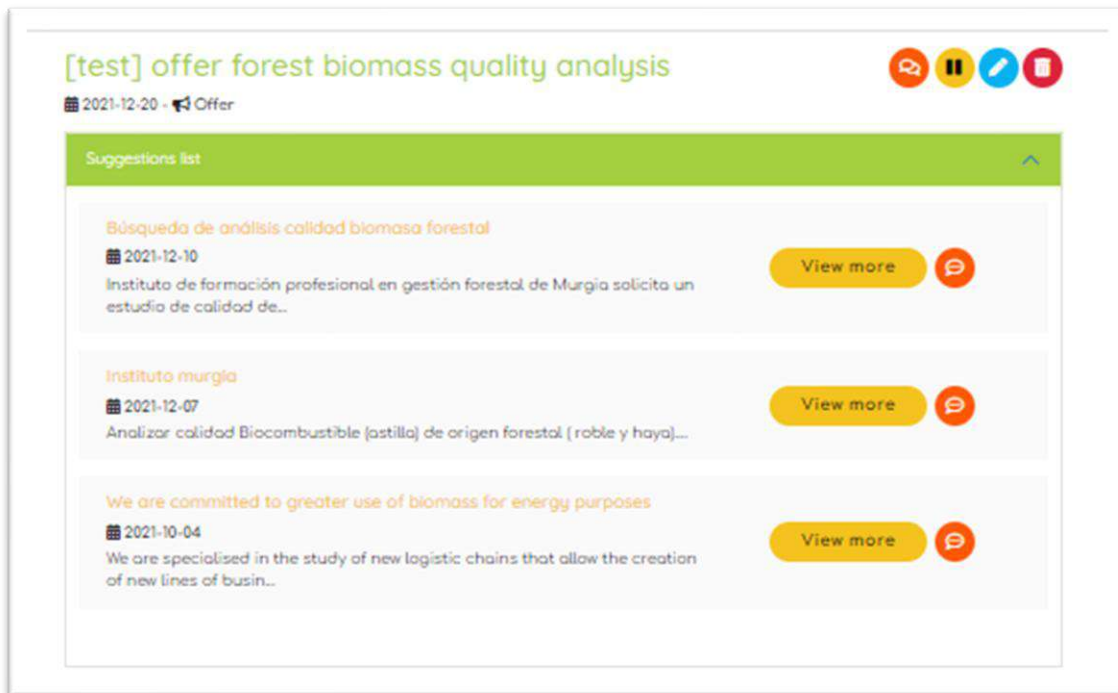 [test] offer forest biomass quality analysis
2021-12-20 - Offer
Suggestions list
Búsqueda de análisis calidad biomasa forestal
2021-12-10
Instituto de formación profesional en gestión forestal de Murgia solicita un
estudio de calidad de...
View more
Instituto murgia
2021-12-07
Analizar calidad Biocombustible (astilla) de origen forestal ( roble y haya)....
View more
We are committed to greater use of biomass for energy purposes
2021-10-04
We are specialised in the study of new logistic chains that allow the creation
of new lines of busin...
View more